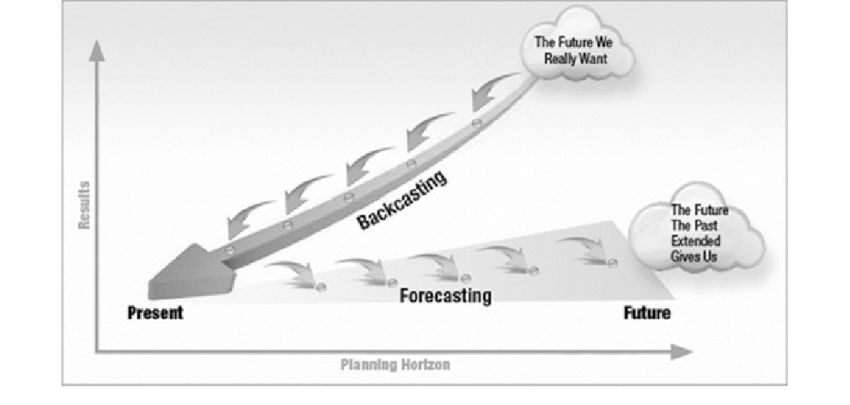 The Future We
Really Want
Results
Backcasting
The Future
The Past
Extended
Gives Us
Forecasting
Present
Future
Planning Horizon